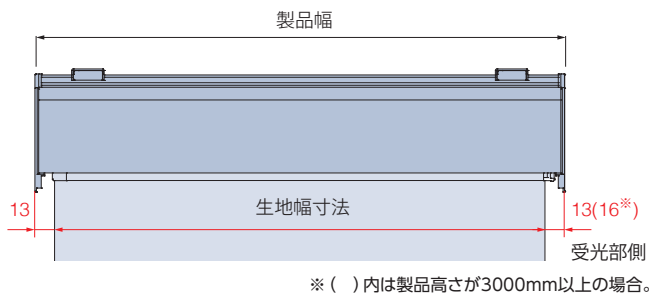 製品幅
13 生地幅寸法 13(16※)
受光部側
※(　)内は製品高さが3000mm以上の場合。